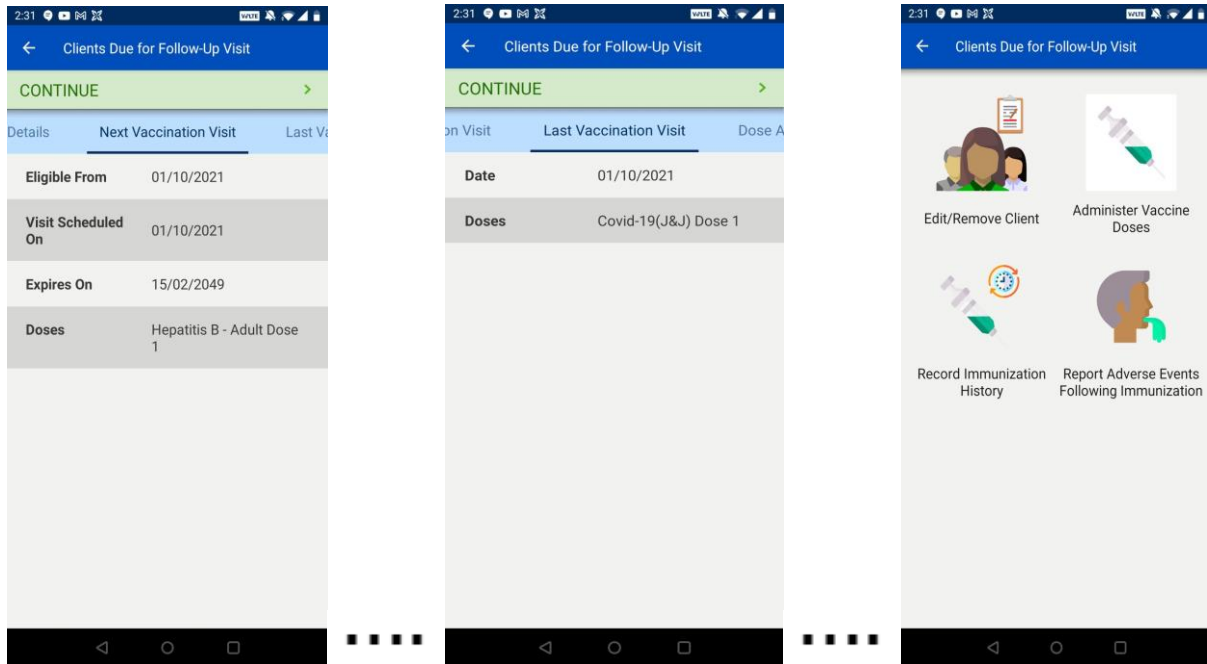 2:31
VoLTE
Clients Due for Follow-Up Visit
CONTINUE
Details Next Vaccination Visit Last Va
Eligible From 01/10/2021
Visit Scheduled
On
01/10/2021
Expires On 15/02/2049
Doses Hepatitis B - Adult Dose
1
2:31
VoLTE
Clients Due for Follow-Up Visit
CONTINUE
on Visit Last Vaccination Visit Dose A
Date 01/10/2021
Doses Covid-19(J&J) Dose 1
2:31
VoLTE
Clients Due for Follow-Up Visit
Edit/Remove Client
Administer Vaccine
Doses
Record Immunization
History
Report Adverse Events
Following Immunization